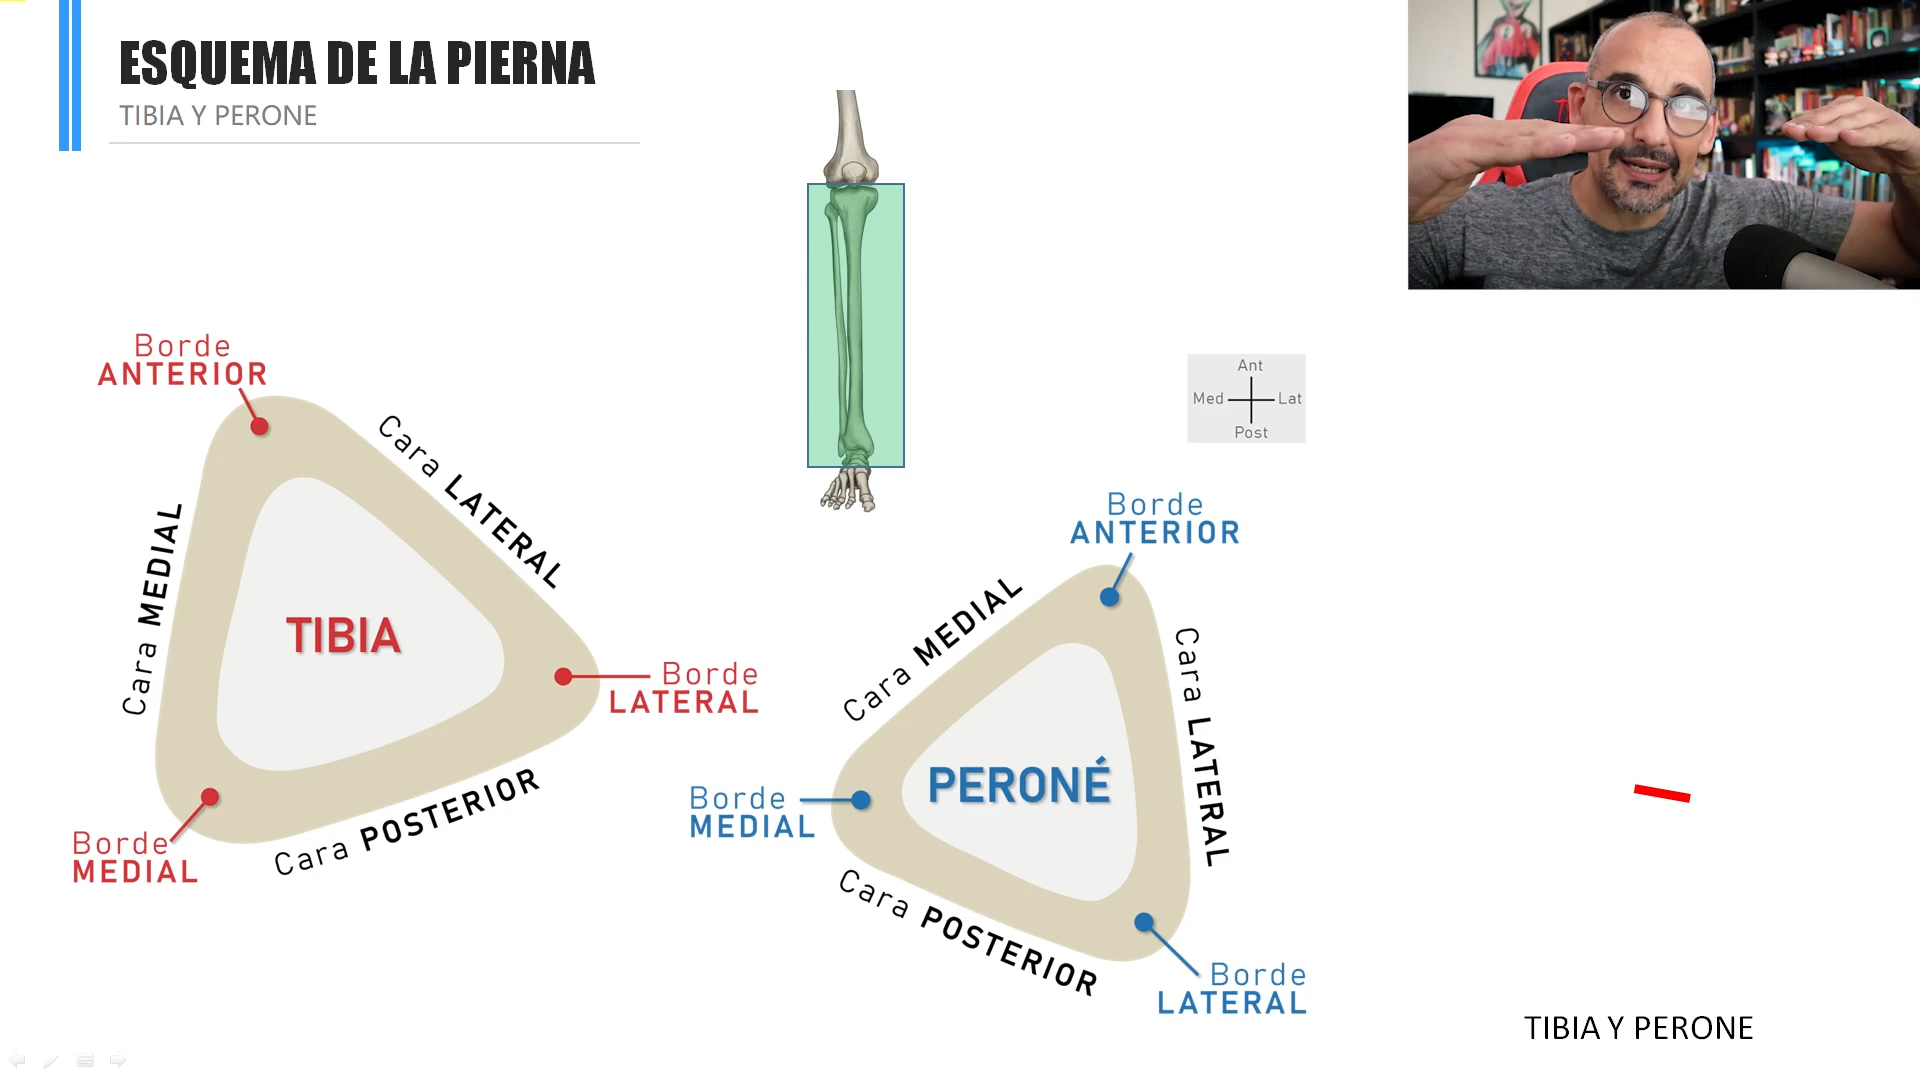 ESQUEMA DE LA PIERNA
TIBIA Y PERONE
Borde
ANTERIOR
Cara LATERAL
Cara MEDIAL
TIBIA
Borde
LATERAL
Borde
MEDIAL
Cara POSTERIOR
Ant
Med
Lat
Post
Borde
ANTERIOR
Cara MEDIAL
Cara LATERAL
PERONÉ
Borde
MEDIAL
Cara POSTERIOR
Borde
LATERAL
TIBIA Y PERONE